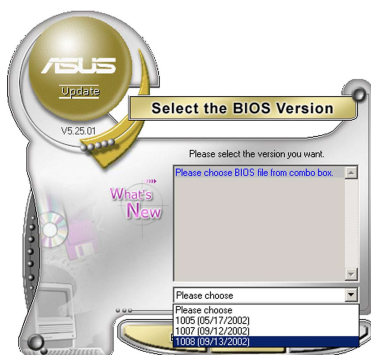 ASUS
Update
V5.25.01
Select the BIOS Version
Please select the version you want.
Please choose BIOS file from combo box.
What's
New
Please choose
Please choose
1005 (05/17/2002)
1007 (09/12/2002)
1008 (09/13/2002)